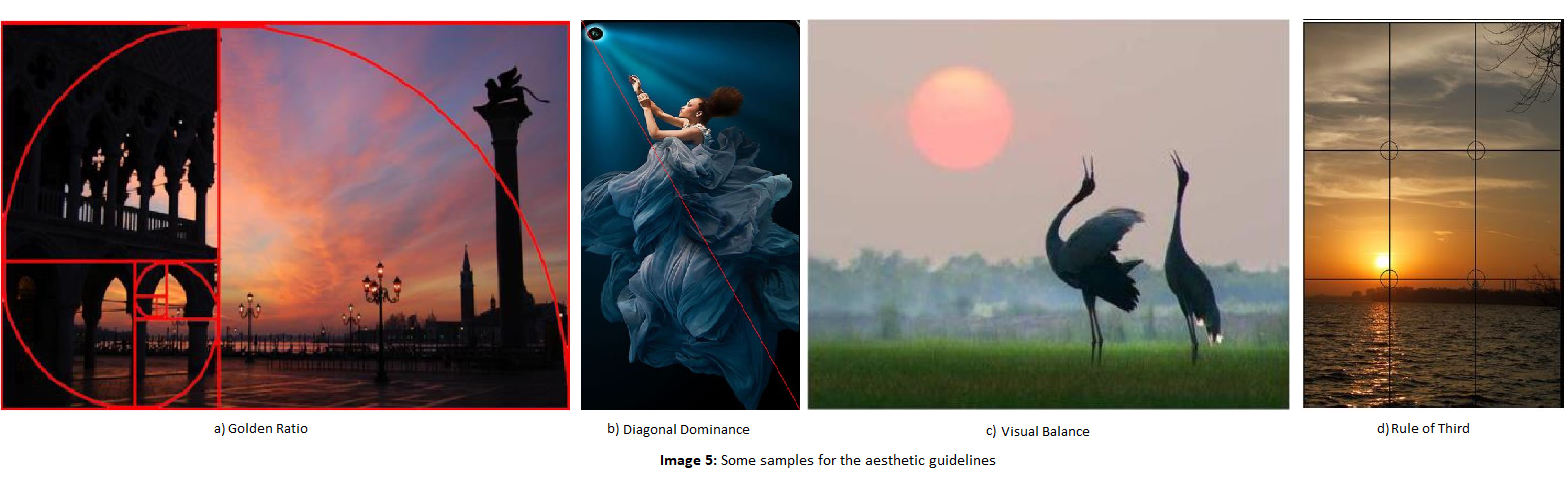 a) Golden Ratio
b) Diagonal Dominance
c) Visual Balance
d)Rule of Third
Image 5: Some samples for the aesthetic guidelines